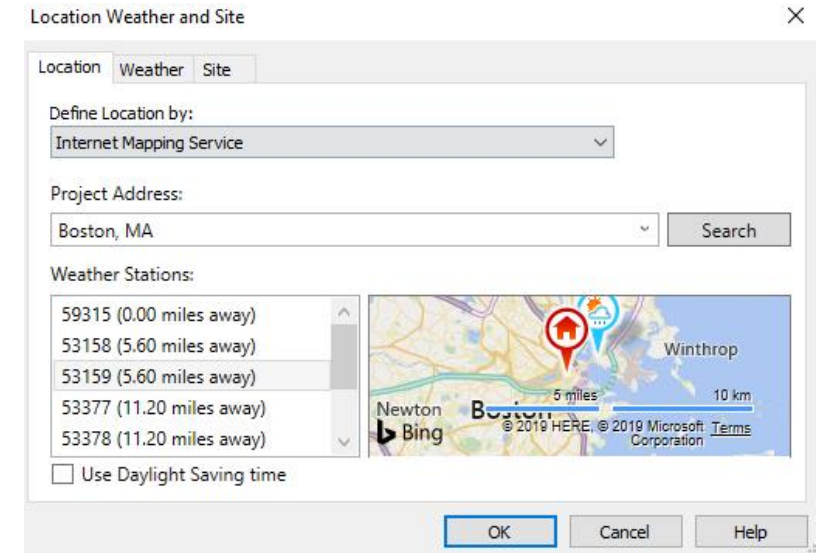 Location Weather and Site
Location Weather Site
Define Location by:
Internet Mapping Service
Project Address:
Boston, MA
Search
Weather Stations:
59315 (0.00 miles away)
53158 (5.60 miles away)
53159 (5.60 miles away)
53377 (11.20 miles away)
53378 (11.20 miles away)
Winthrop
5 miles 10 km
Newton Boston
Bing
© 2019 HERE, © 2019 Microsoft Corporation Terms
Use Daylight Saving time
OK Cancel Help